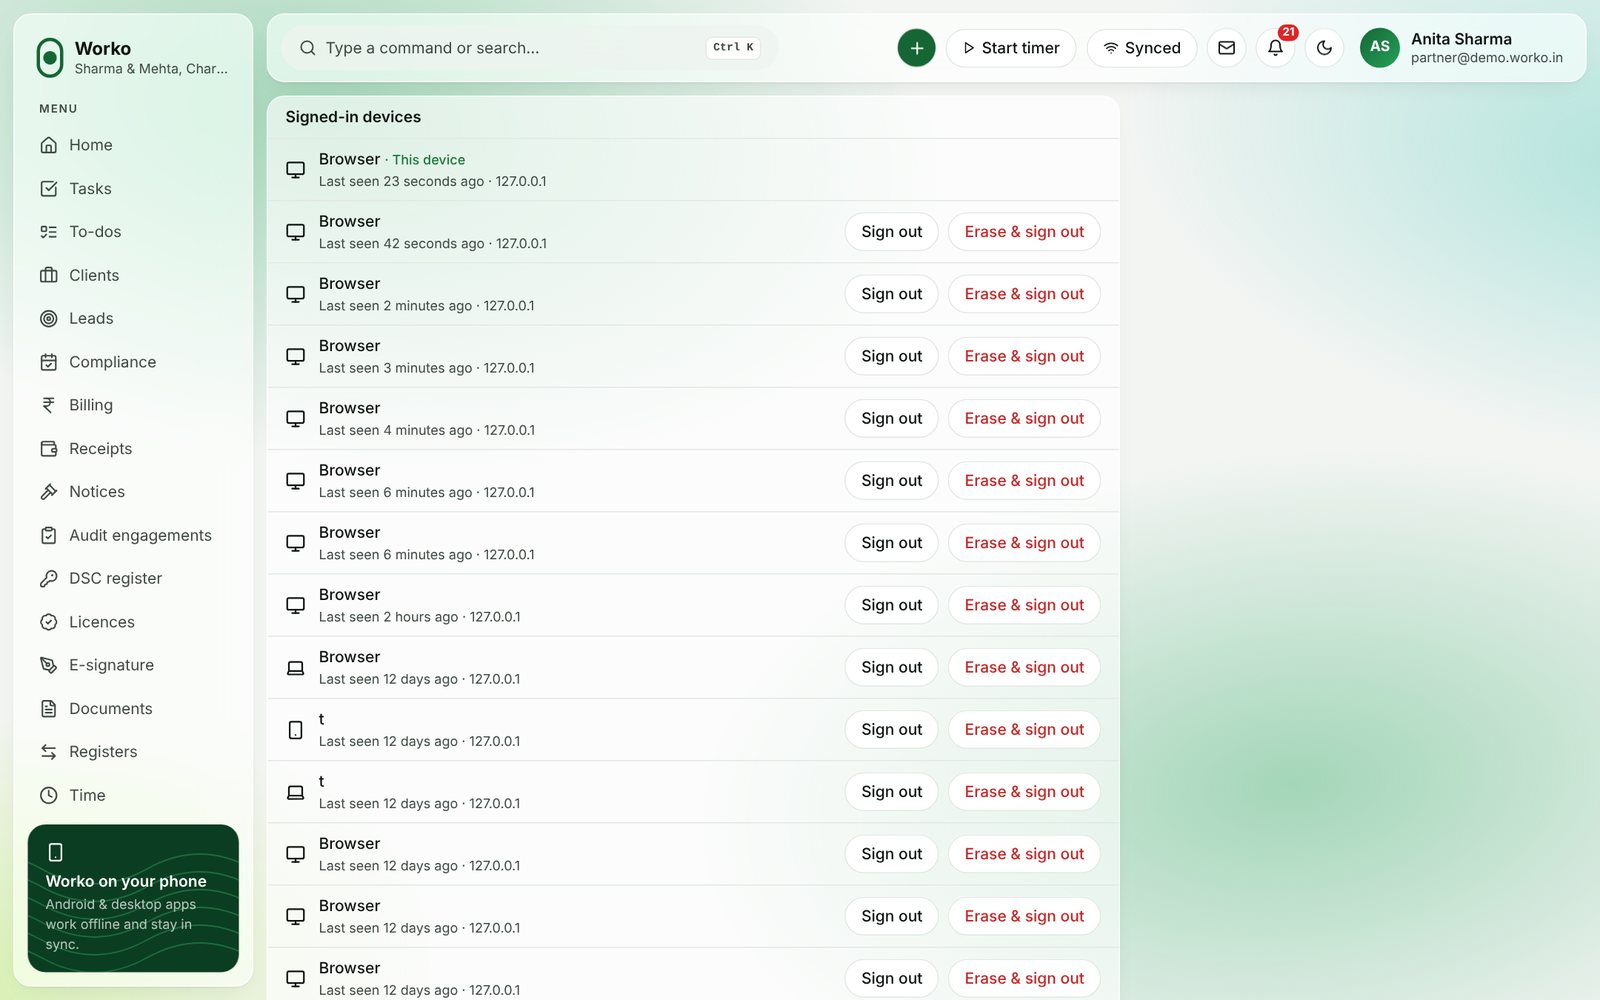 Worko
Sharma & Mehta, Char...
MENU
Home
Tasks
To-dos
Clients
Leads
Compliance
Billing
Receipts
Notices
Audit engagements
DSC register
Licences
E-signature
Documents
Registers
Time
Worko on your phone
Android & desktop apps
work offline and stay in
sync.
Type a command or search...
Ctrl K
Start timer
Synced
21
AS
Anita Sharma
partner@demo.worko.in
Signed-in devices
Browser · This device
Last seen 23 seconds ago · 127.0.0.1
Browser
Last seen 42 seconds ago · 127.0.0.1
Sign out
Erase & sign out
Browser
Last seen 2 minutes ago · 127.0.0.1
Sign out
Erase & sign out
Browser
Last seen 3 minutes ago · 127.0.0.1
Sign out
Erase & sign out
Browser
Last seen 4 minutes ago · 127.0.0.1
Sign out
Erase & sign out
Browser
Last seen 6 minutes ago · 127.0.0.1
Sign out
Erase & sign out
Browser
Last seen 6 minutes ago · 127.0.0.1
Sign out
Erase & sign out
Browser
Last seen 2 hours ago · 127.0.0.1
Sign out
Erase & sign out
Browser
Last seen 12 days ago · 127.0.0.1
Sign out
Erase & sign out
t
Last seen 12 days ago · 127.0.0.1
Sign out
Erase & sign out
t
Last seen 12 days ago · 127.0.0.1
Sign out
Erase & sign out
Browser
Last seen 12 days ago · 127.0.0.1
Sign out
Erase & sign out
Browser
Last seen 12 days ago · 127.0.0.1
Sign out
Erase & sign out
Browser
Last seen 12 days ago · 127.0.0.1
Sign out
Erase & sign out